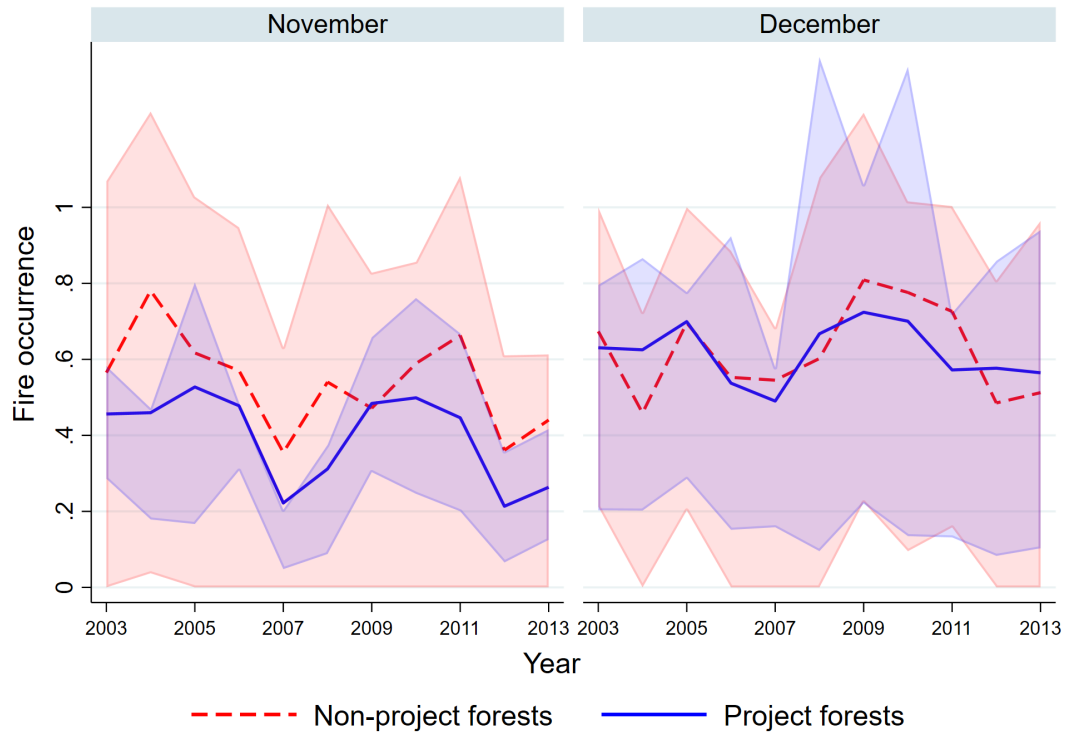 November
December
Fire occurrence
1
.8
.6
.4
.2
0
2003 2005 2007 2009 2011 2013
2003 2005 2007 2009 2011 2013
Year
Non-project forests
Project forests